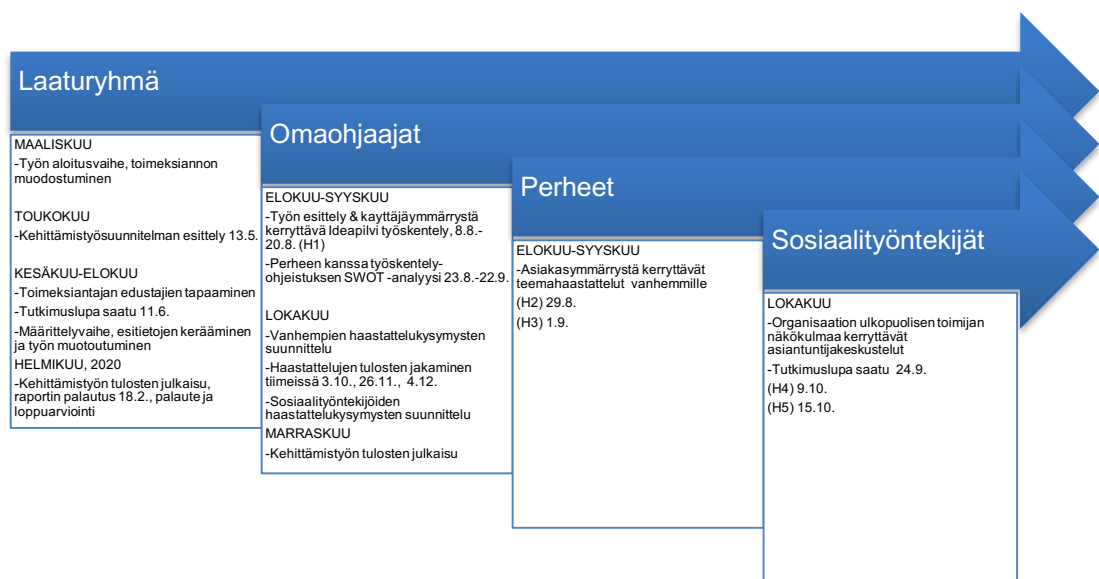 Laaturyhmä
MAALISKUU
-Työn aloitusvaihe, toimeksiannon
muodostuminen
TOUKOKUU
-Kehittämistyösuunnitelman esittely 13.5.
KESÄKUU-ELOKUU
-Toimeksiantajan edustajien tapaaminen
-Tutkimuslupa saatu 11.6.
-Määrittelyvaihe, esitietojen kerääminen
ja työn muotoutuminen
HELMIKUU, 2020
-Kehittämistyön tulosten julkaisu,
raportin palautus 18.2., palaute ja
loppuarviointi
Omaohjaajat
ELOKUU-SYYSKUU
-Työn esittely & kayttäjäymmärrystä
kerryttävä Ideapilvi työskentely, 8.8.-
20.8. (H1)
-Perheen kanssa työskentely-
ohjeistuksen SWOT -analyysi 23.8.-22.9.
LOKAKUU
-Vanhempien haastattelukysymysten
suunnittelu
-Haastattelujen tulosten jakaminen
tiimeissä 3.10., 26.11., 4.12.
-Sosiaalityöntekijöiden
haastattelukysymysten suunnittelu
MARRASKUU
-Kehittämistyön tulosten julkaisu
Perheet
ELOKUU-SYYSKUU
-Asiakasymmärrystä kerryttävät
teemahaastattelut vanhemmille
(H2) 29.8.
(H3) 1.9.
Sosiaalityöntekijät
LOKAKUU
-Organisaation ulkopuolisen toimijan
näkökulmaa kerryttävät
asiantuntijakeskustelut
-Tutkimuslupa saatu 24.9.
(H4) 9.10.
(H5) 15.10.